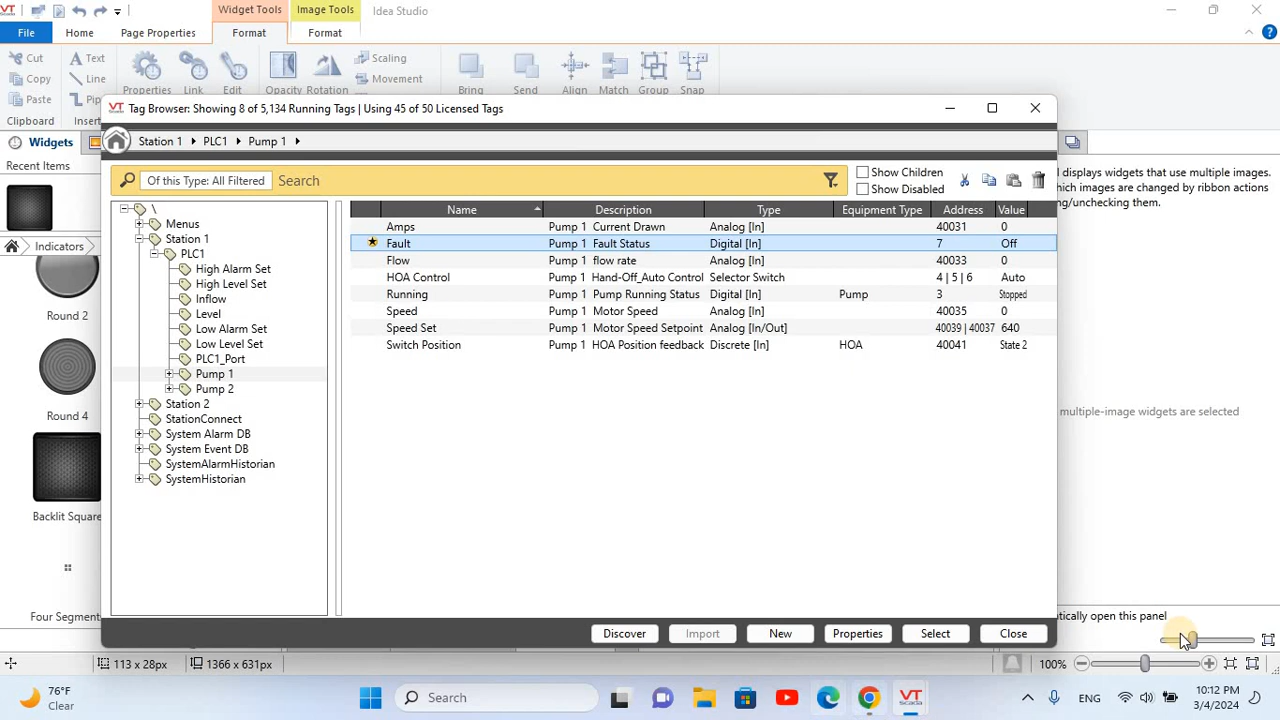 VT
Widget Tools
Image Tools
Idea Studio
File
Home
Page Properties
Format
Format
Cut
Copy
Paste
Clipboard
Text
Line
Properties
Link
Edit
Opacity
Rotation
Scaling
Movement
Bring
Send
Align
Match
Group
Snap
Tag Browser: Showing 8 of 5,134 Running Tags | Using 45 of 50 Licensed Tags
Station 1 PLC1 Pump 1
Widgets
Recent Items
Indicators
Round 2
Round 4
Backlit Square
Of this Type: All Filtered
Search
Show Children
Show Disabled
\
Menus
Station 1
PLC1
High Alarm Set
High Level Set
Inflow
Level
Low Alarm Set
Low Level Set
PLC1_Port
Pump 1
Pump 2
Station 2
StationConnect
System Alarm DB
System Event DB
SystemAlarmHistorian
SystemHistorian
Name Description Type Equipment Type Address Value
Amps Pump 1 Current Drawn Analog [In] 40031 0
Fault Pump 1 Fault Status Digital [In] 7 Off
Flow Pump 1 flow rate Analog [In] 40033 0
HOA Control Pump 1 Hand-Off_Auto Control Selector Switch 4 | 5 | 6 Auto
Running Pump 1 Pump Running Status Digital [In] Pump 3 Stopped
Speed Pump 1 Motor Speed Analog [In] 40035 0
Speed Set Pump 1 Motor Speed Setpoint Analog [In/Out] 40039 | 40037 640
Switch Position Pump 1 HOA Position feedback Discrete [In] HOA 40041 State 2
displays widgets that use multiple images.
which images are changed by ribbon actions
/unchecking them.
multiple-image widgets are selected
Discover
Import
New
Properties
Select
Close
113 x 28px
1366 x 631px
100%
76°F
Clear
Search
VT
SCADA
ENG
10:12 PM
3/4/2024